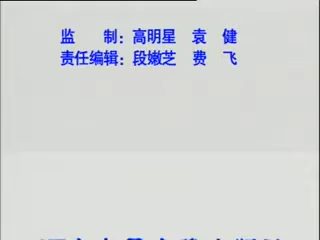 监　　制：高明星　袁　健
责任编辑：段嫩芝　费　飞